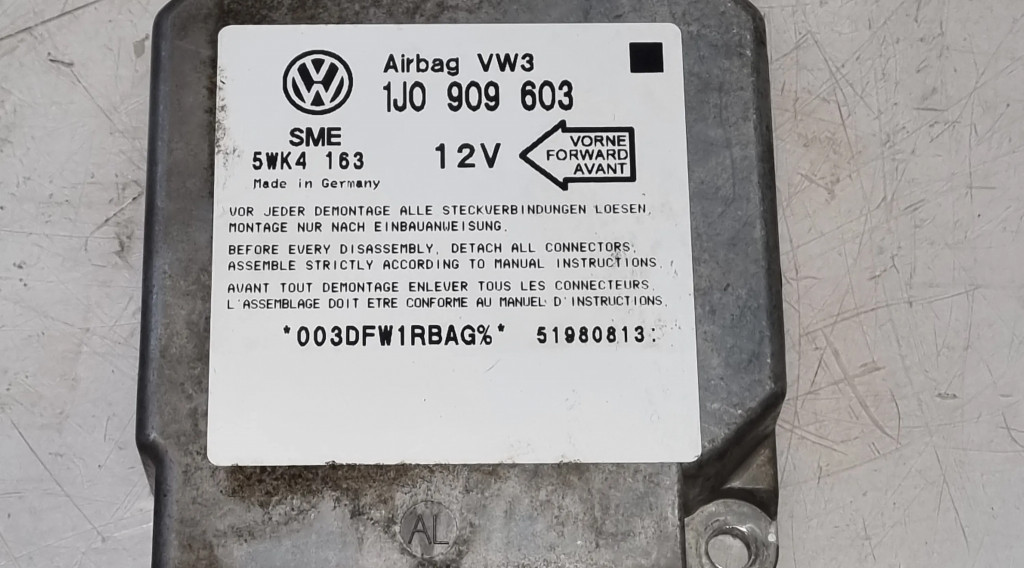 Airbag VW3
1J0 909 603
SME
5WK4 163
Made in Germany
12V
VORNE
FORWARD
AVANT
VOR JEDER DEMONTAGE ALLE STECKVERBINDUNGEN LOESEN,
MONTAGE NUR NACH EINBAUANWEISUNG.
BEFORE EVERY DISASSEMBLY, DETACH ALL CONNECTORS,
ASSEMBLE STRICTLY ACCORDING TO MANUAL INSTRUCTIONS.
AVANT TOUT DEMONTAGE ENLEVER TOUS LES CONNECTEURS.
L'ASSEMBLAGE DOIT ETRE CONFORME AU MANUEL D'INSTRUCTIONS.
*003DFW1RBAG%* 51980813:
AL